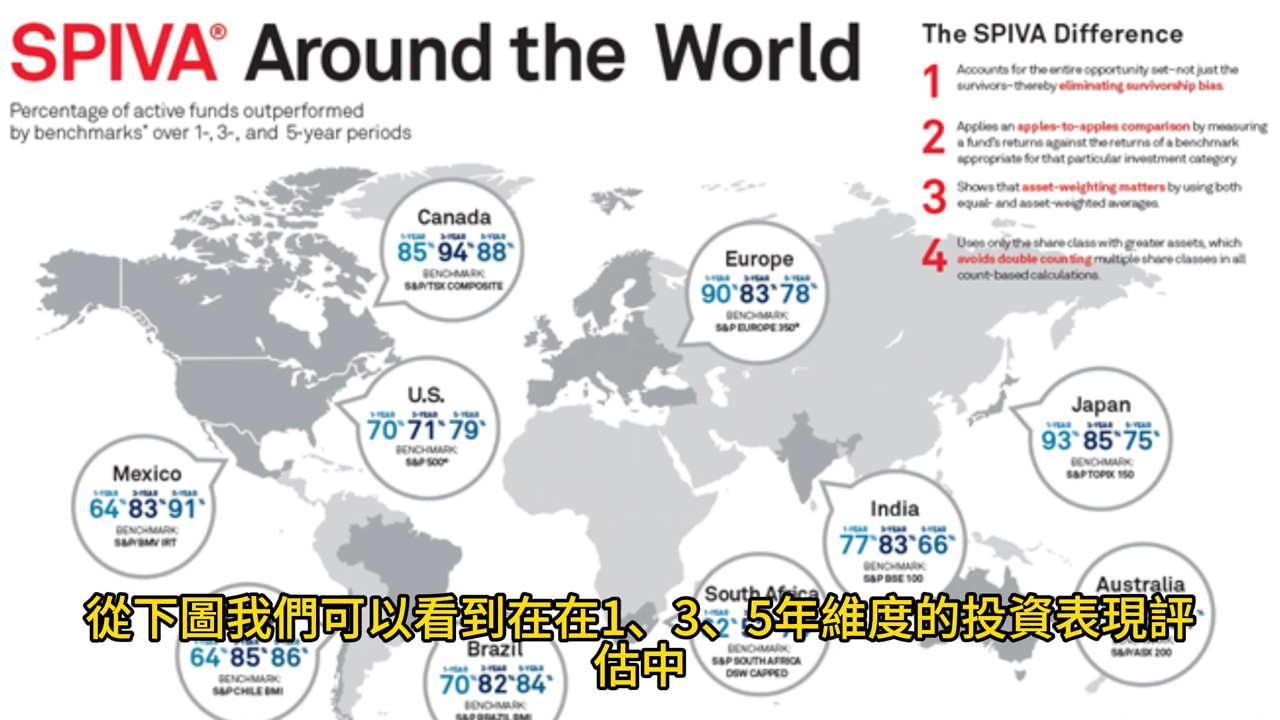 SPIVA® Around the World
Percentage of active funds outperformed
by benchmarks* over 1-, 3-, and 5-year periods
The SPIVA Difference
1 Accounts for the entire opportunity set–not just the
survivors–thereby eliminating survivorship bias.
2 Applies an apples-to-apples comparison by measuring
a fund's returns against the returns of a benchmark
appropriate for that particular investment category.
3 Shows that asset-weighting matters by using both
equal- and asset-weighted averages.
4 Uses only the share class with greater assets, which
avoids double counting multiple share classes in all
count-based calculations.
Canada
1-YEAR 3-YEAR 5-YEAR
85% 94% 88%
BENCHMARK:
S&P/TSX COMPOSITE
Europe
1-YEAR 3-YEAR 5-YEAR
90% 83% 78%
BENCHMARK:
S&P EUROPE 350®
U.S.
1-YEAR 3-YEAR 5-YEAR
70% 71% 79%
BENCHMARK:
S&P 500®
Japan
1-YEAR 3-YEAR 5-YEAR
93% 85% 75%
BENCHMARK:
S&P TOPIX 150
Mexico
1-YEAR 3-YEAR 5-YEAR
64% 83% 91%
BENCHMARK:
S&P/BMV IRT
India
1-YEAR 3-YEAR 5-YEAR
77% 83% 66%
BENCHMARK:
S&P BSE 100
South Africa
BENCHMARK:
S&P SOUTH AFRICA
DSW CAPPED
Australia
S&P/ASX 200
64% 85% 86%
BENCHMARK:
S&P CHILE BMI
Brazil
1-YEAR 3-YEAR 5-YEAR
70% 82% 84%
BENCHMARK:
S&P BRAZIL BMI
從下圖我們可以看到在在1、3、5年維度的投資表現評
估中